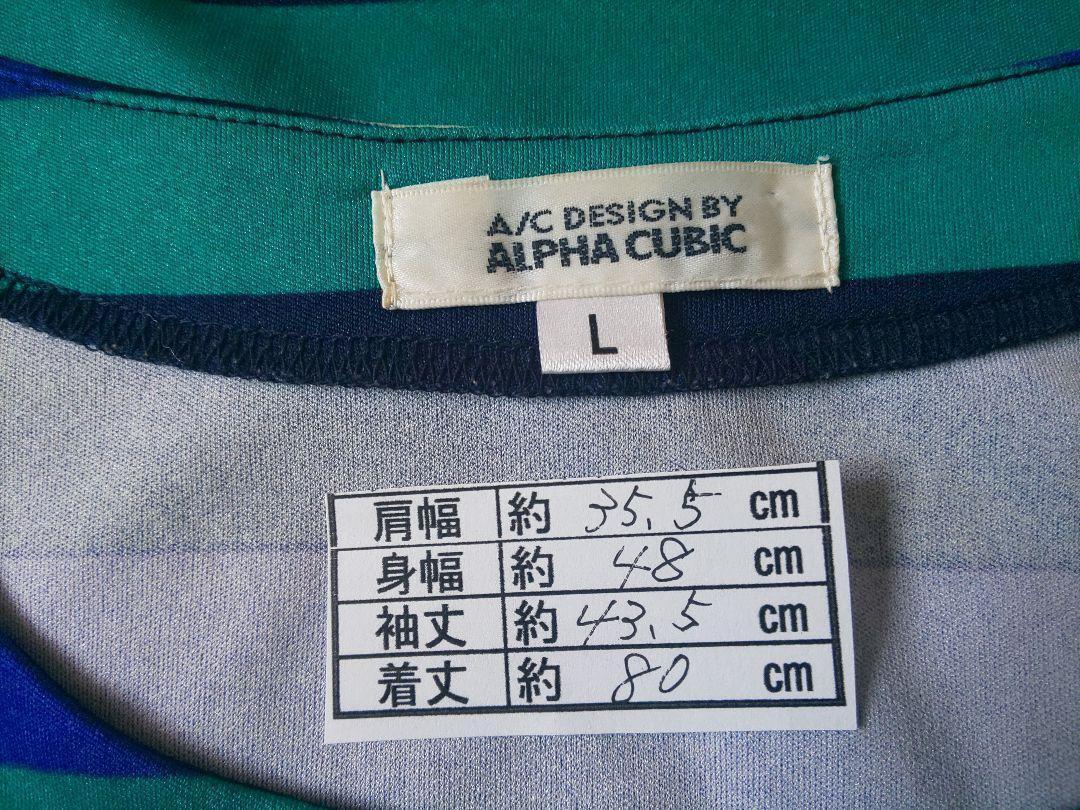 A/C DESIGN BY
ALPHA CUBIC
L
肩幅 約 35.5 cm
身幅 約 48 cm
袖丈 約 43.5 cm
着丈 約 80 cm